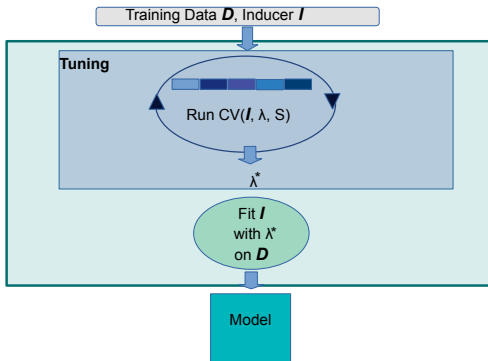 Training Data D, Inducer I
Tuning
Run CV(I, λ, S)
λ*
Fit I
with λ*
on D
Model